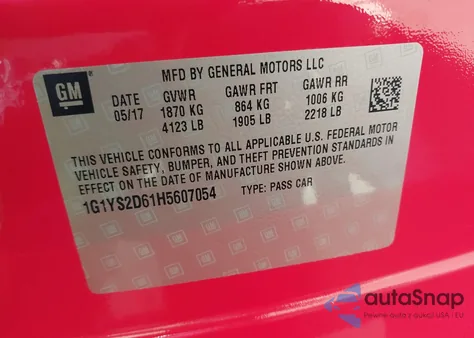 GM
MFD BY GENERAL MOTORS LLC
DATE GVWR GAWR FRT GAWR RR
05/17 1870 KG 864 KG 1006 KG
4123 LB 1905 LB 2218 LB
THIS VEHICLE CONFORMS TO ALL APPLICABLE U.S. FEDERAL MOTOR
VEHICLE SAFETY, BUMPER, AND THEFT PREVENTION STANDARDS IN
EFFECT ON THE DATE OF MANUFACTURE SHOWN ABOVE.
1G1YS2D61H5607054 TYPE: PASS CAR
autaSnap